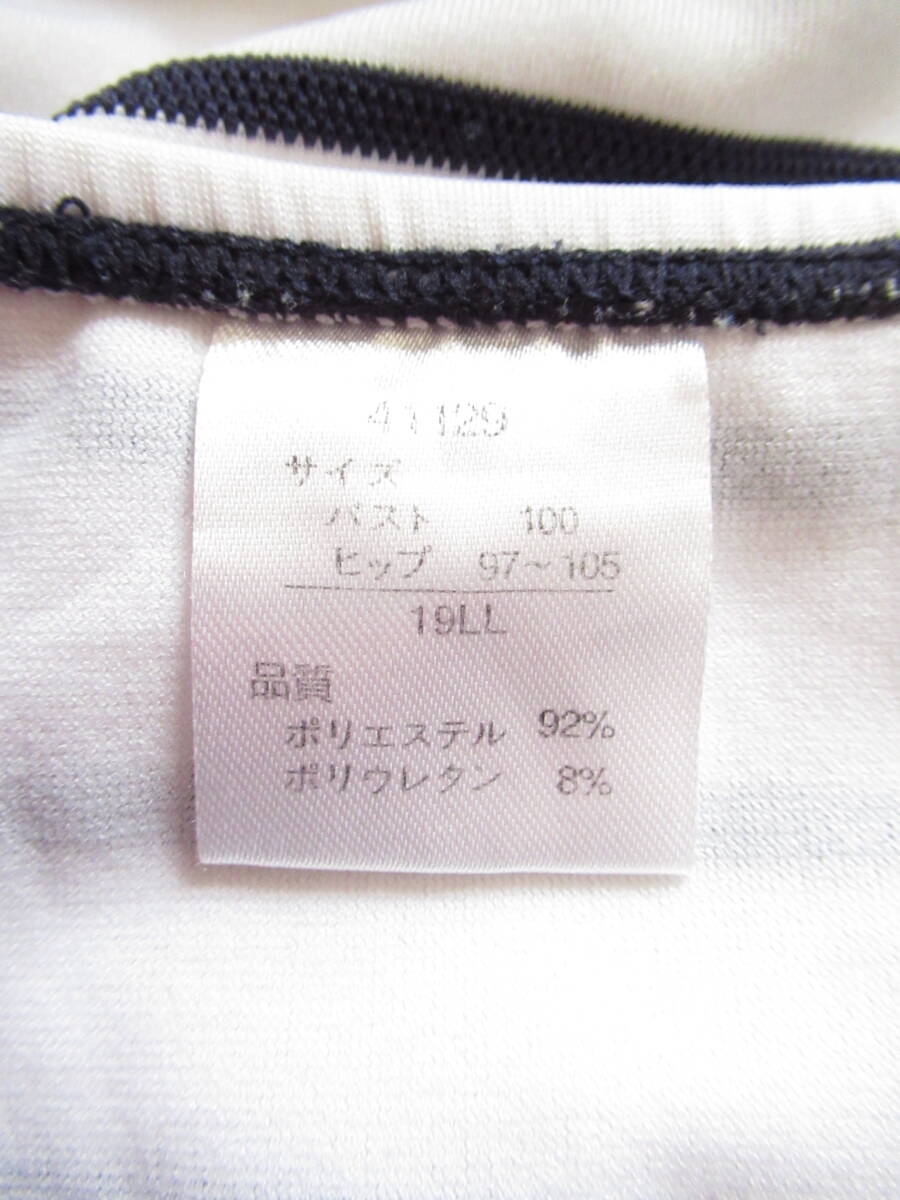 41129
サイズ
バスト 100
ヒップ 97～105
19LL
品質
ポリエステル 92%
ポリウレタン 8%